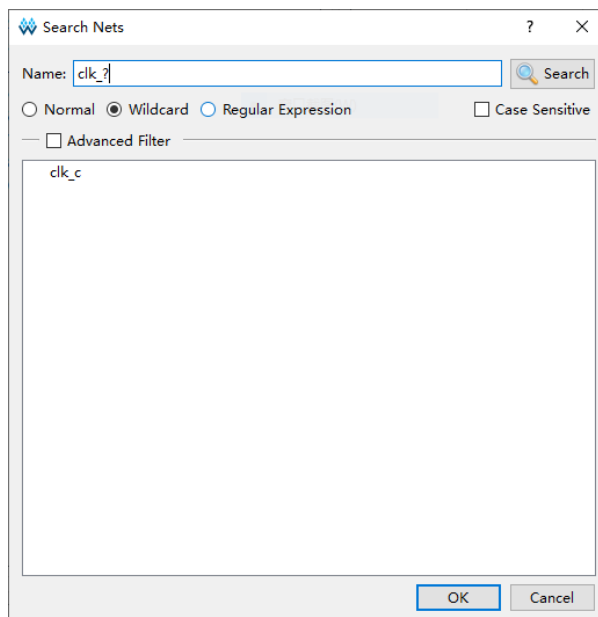 Search Nets ?
Name: clk_? Search
Normal Wildcard Regular Expression Case Sensitive
Advanced Filter
clk_c
OK Cancel